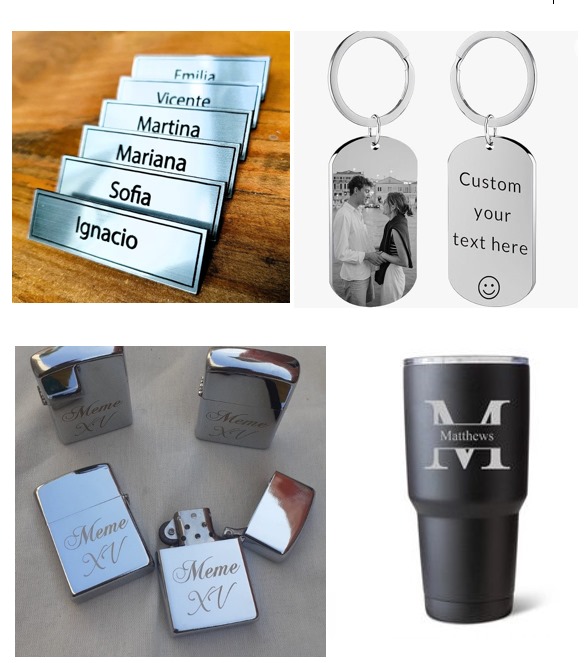 Emilia
Vicente
Martina
Mariana
Sofia
Ignacio
Custom
your
text here
Meme
XV
Meme
XV
Meme
XV
Meme
XV
M
Matthews